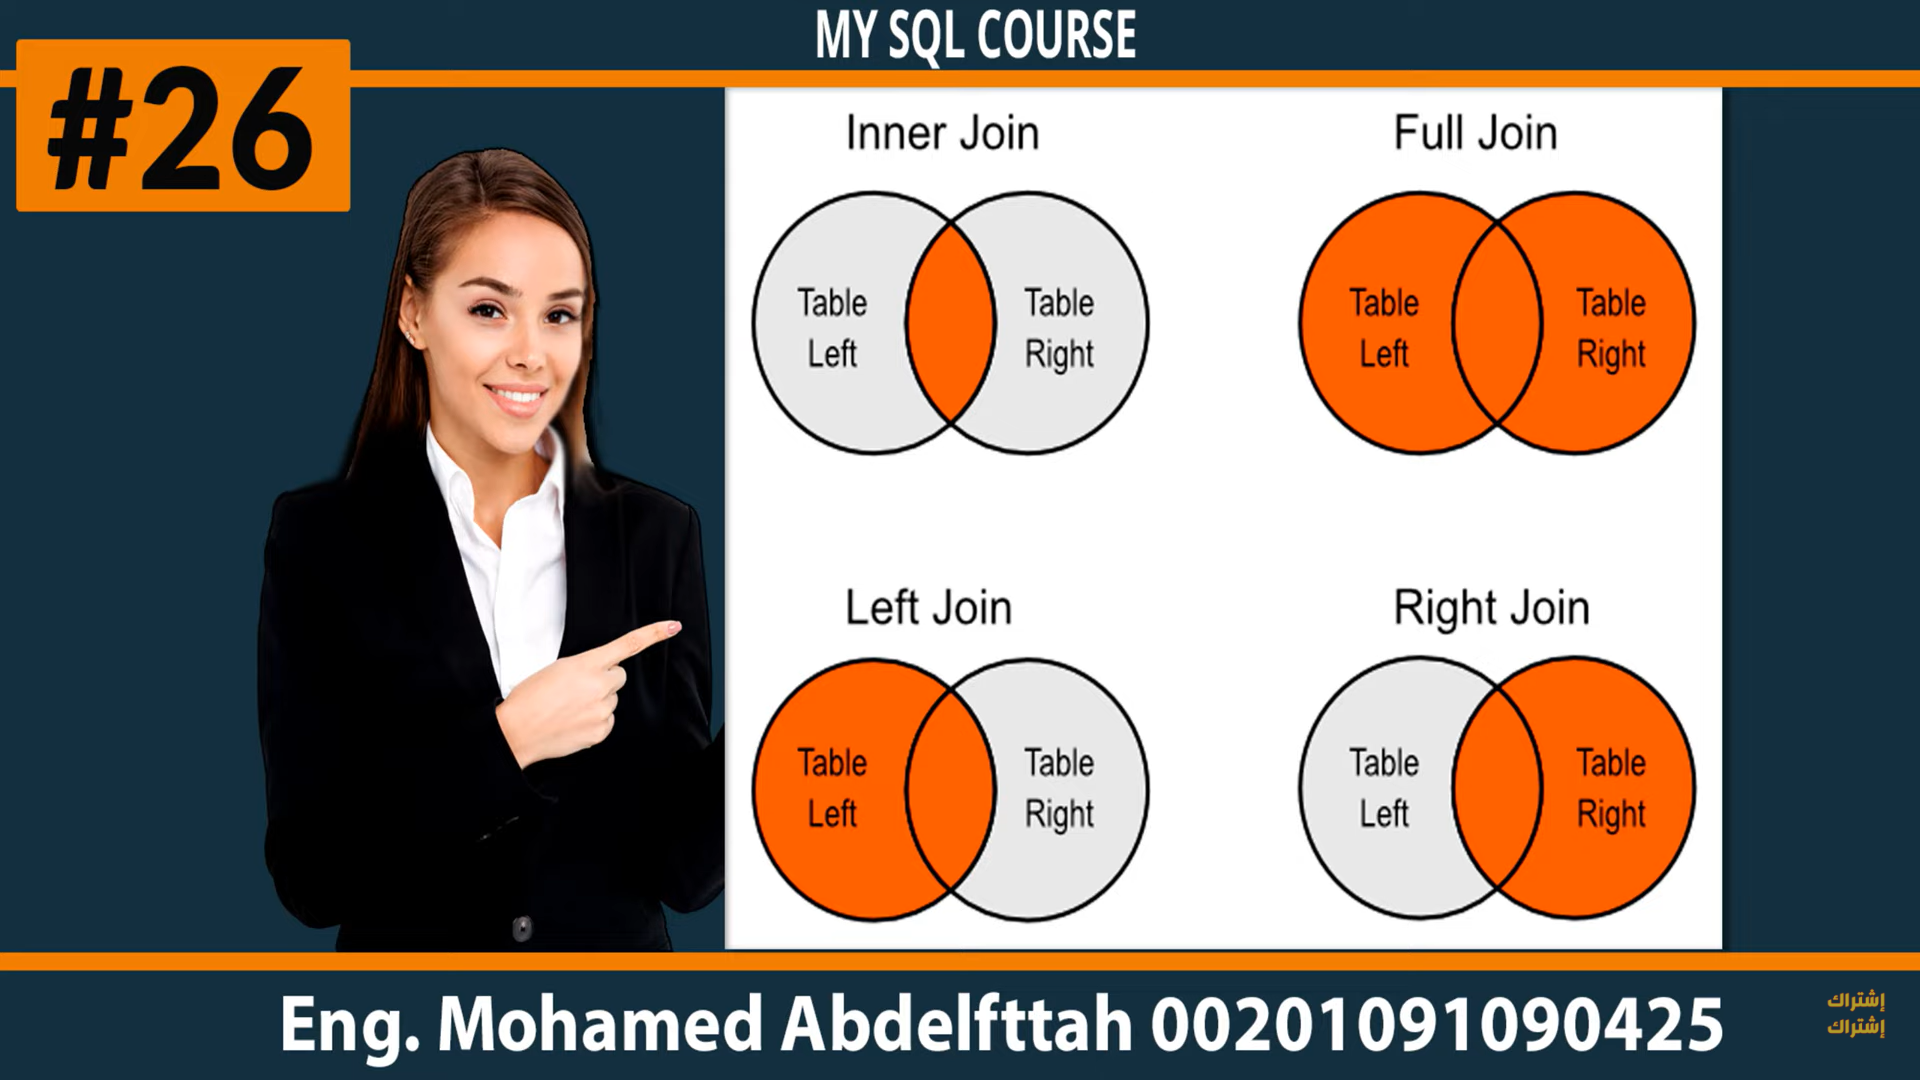 MY SQL COURSE
#26
Inner Join
Full Join
Table
Left
Table
Right
Table
Left
Table
Right
Left Join
Right Join
Table
Left
Table
Right
Table
Left
Table
Right
Eng. Mohamed Abdelfttah 00201091090425
إشتراك
إشتراك